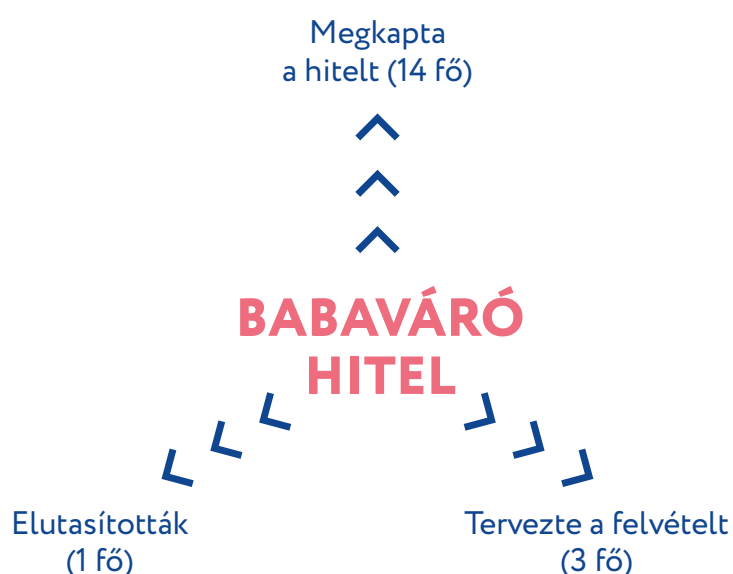 Megkapta
a hitelt (14 fő)
BABAVÁRÓ
HITEL
Elutasították
(1 fő)
Tervezte a felvételt
(3 fő)